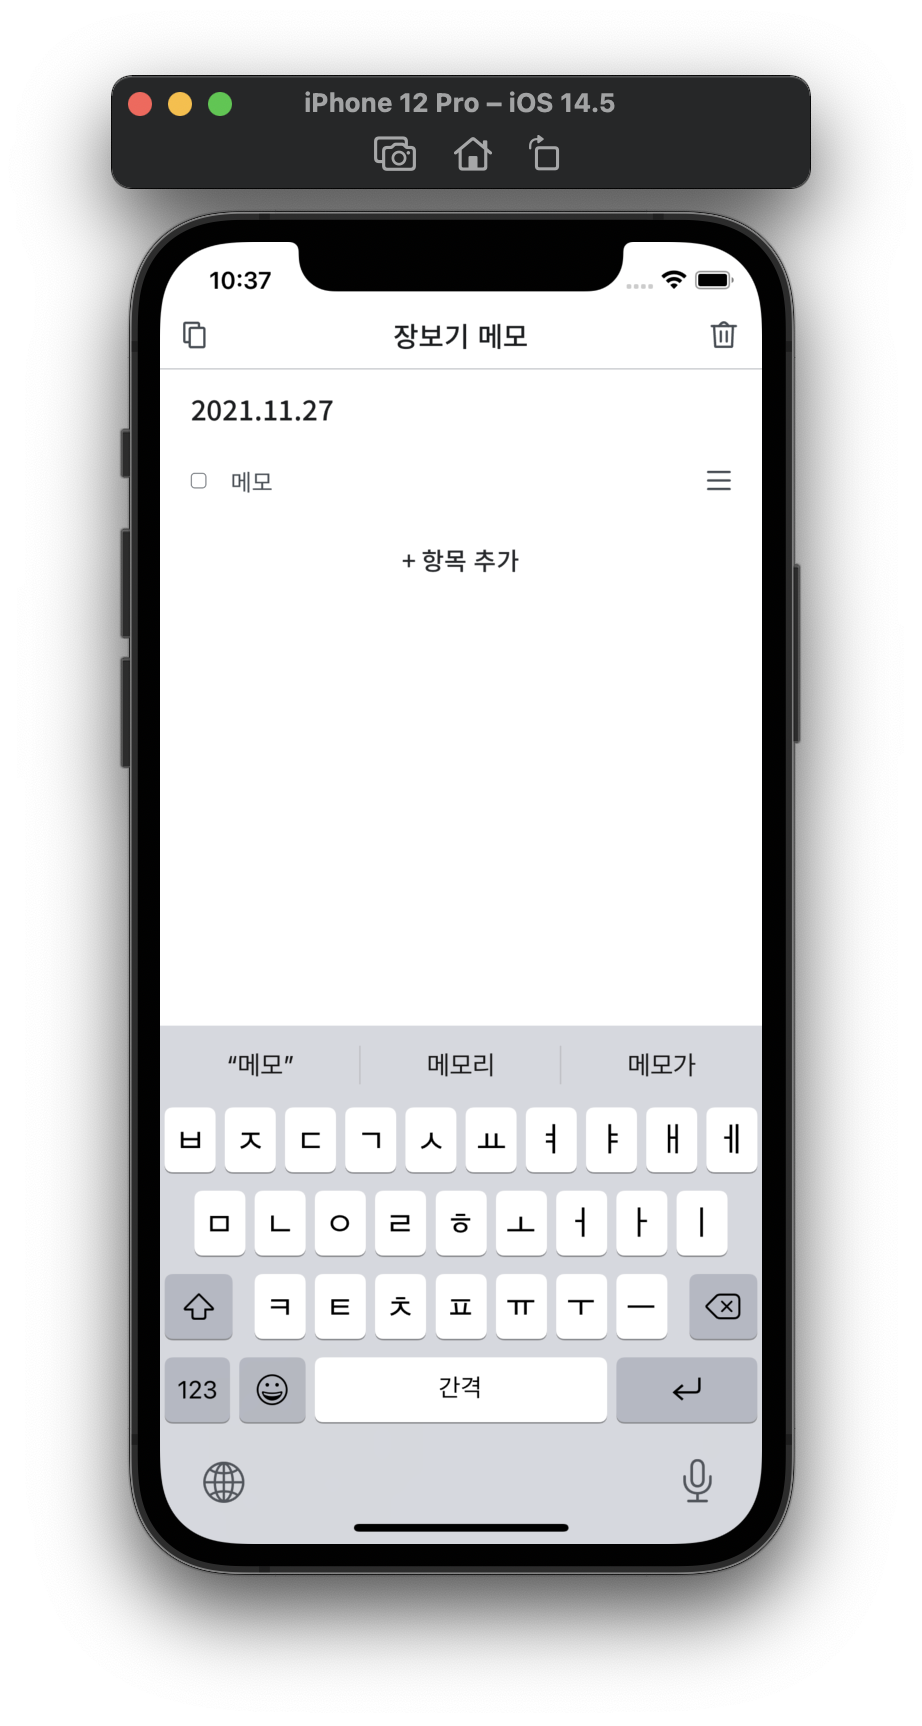 iPhone 12 Pro – iOS 14.5
10:37
장보기 메모
2021.11.27
메모
+ 항목 추가
“메모” 메모리 메모가
ㅂ ㅈ ㄷ ㄱ ㅅ ㅛ ㅕ ㅑ ㅐ ㅔ
ㅁ ㄴ ㅇ ㄹ ㅎ ㅗ ㅓ ㅏ ㅣ
ㅋ ㅌ ㅊ ㅍ ㅠ ㅜ ㅡ
123 간격